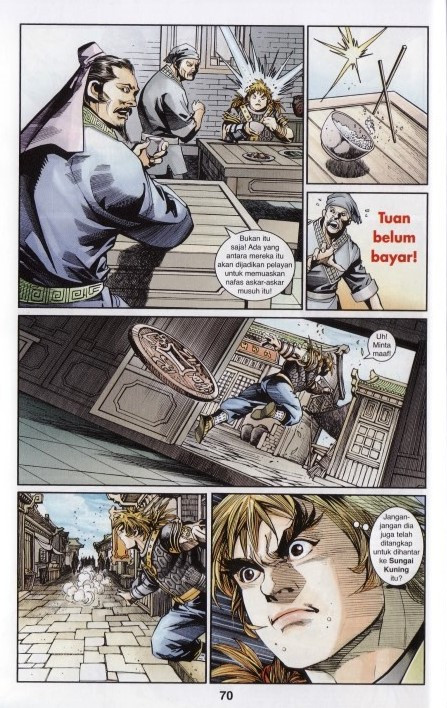 Bukan itu
saja! Ada yang
antara mereka itu
akan dijadikan pelayan
untuk memuaskan
nafas askar-askar
musuh itu!
Tuan
belum
bayar!
Uh!
Minta
maaf!
Jangan-
jangan dia
juga telah
ditangkap
untuk dihantar
ke Sungai
Kuning
itu?
70